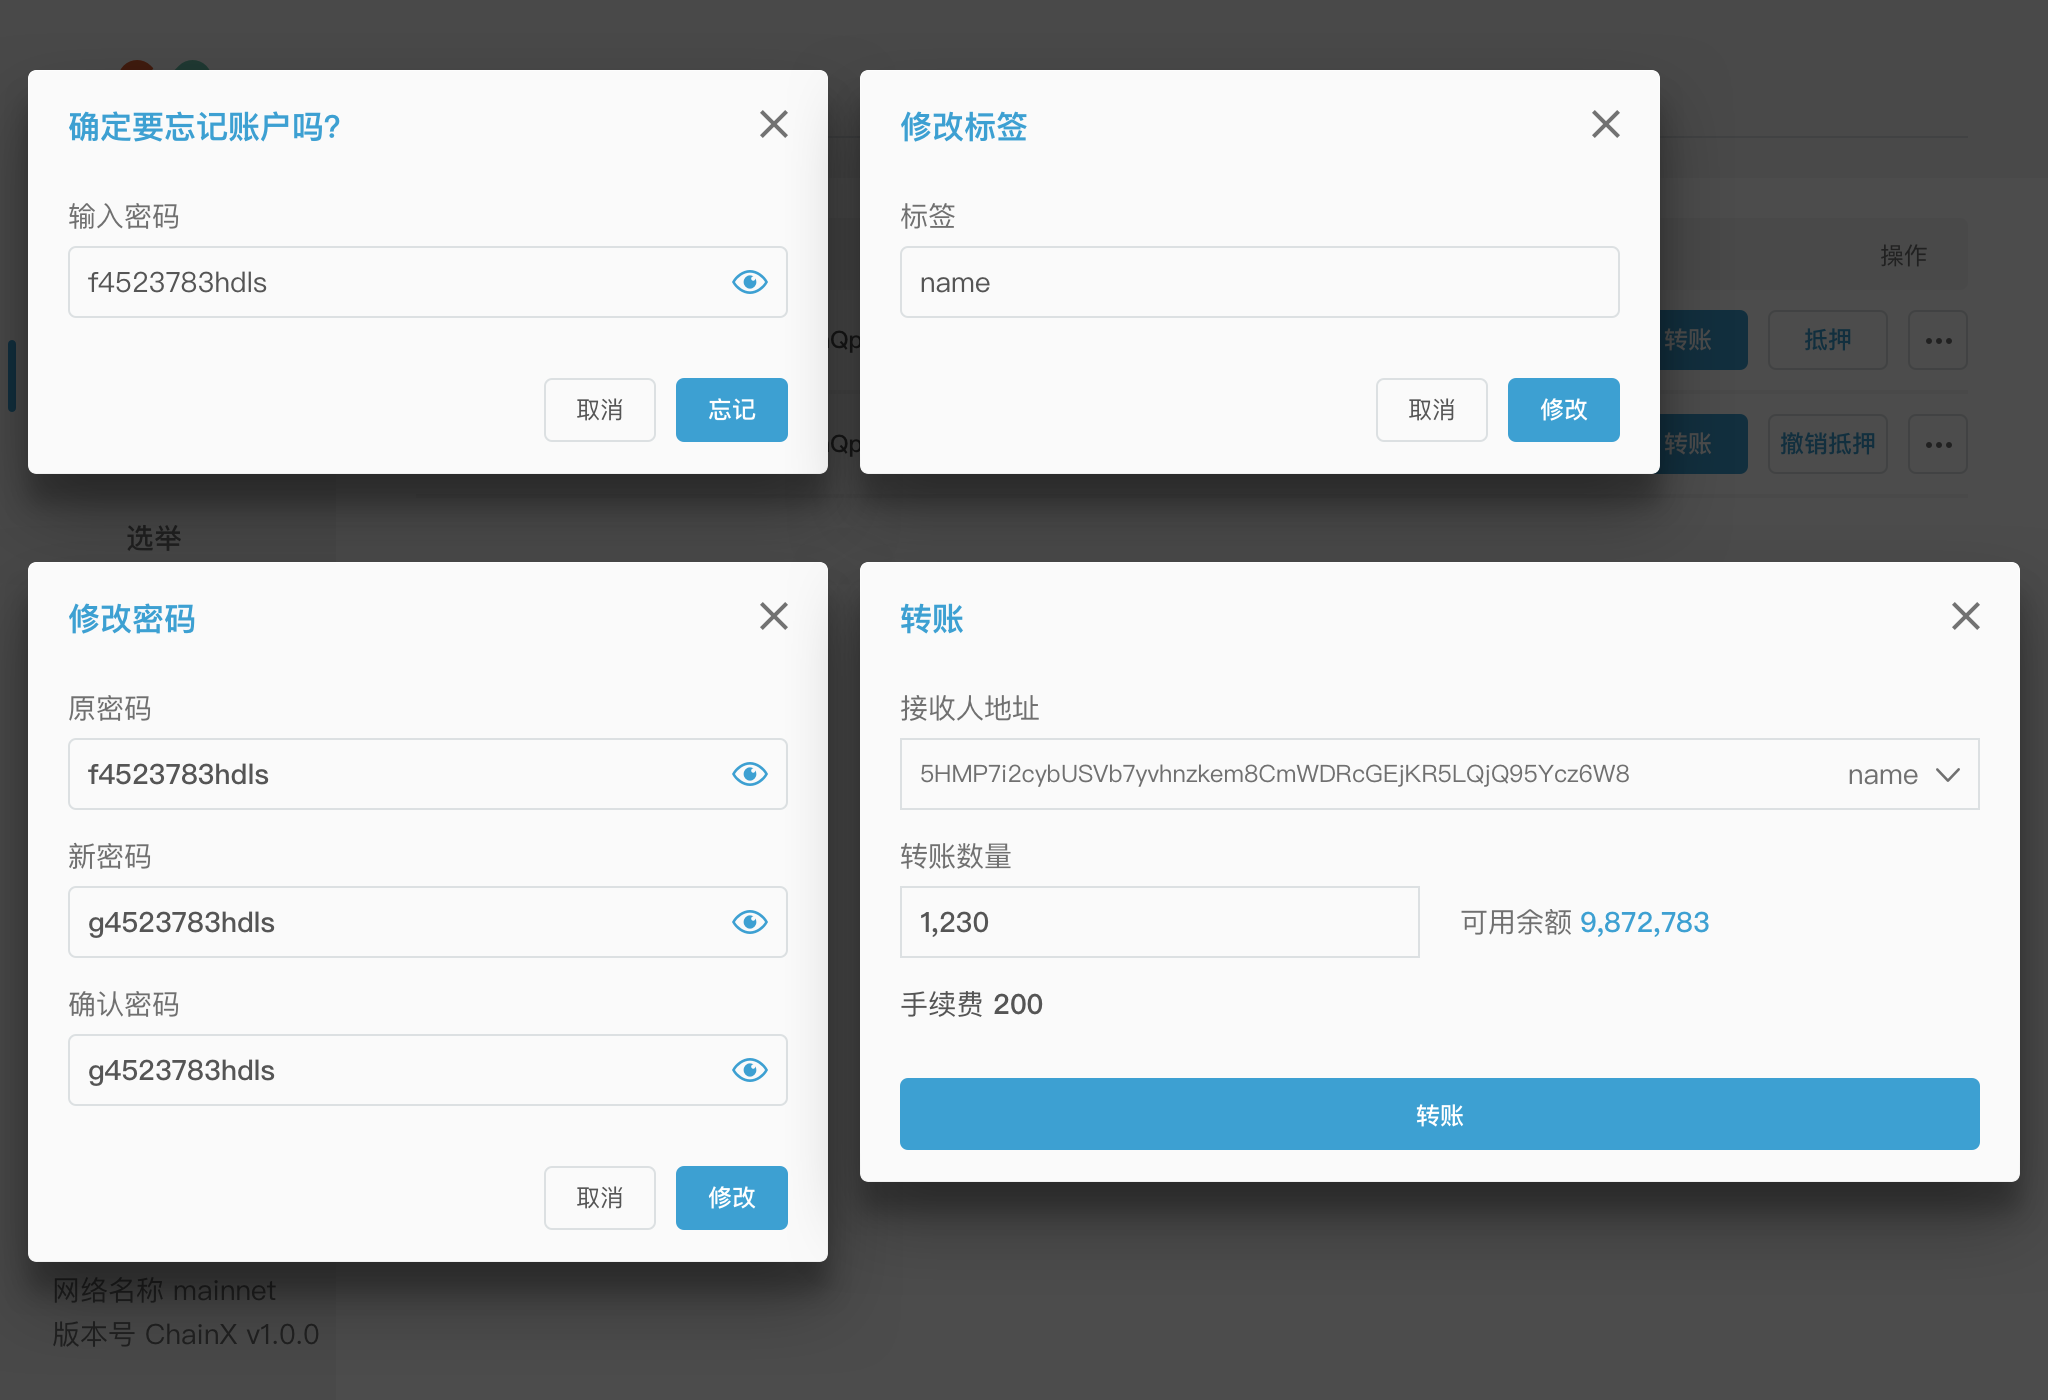 确定要忘记账户吗?
输入密码
f4523783hdls
取消
忘记
修改标签
标签
name
取消
修改
操作
转账
抵押
转账
撤销抵押
选举
修改密码
原密码
f4523783hdls
新密码
g4523783hdls
确认密码
g4523783hdls
取消
修改
转账
接收人地址
5HMP7i2cybUSVb7yvhnzkem8CmWDRcGEjKR5LQjQ95Ycz6W8
name
转账数量
1,230
可用余额 9,872,783
手续费 200
转账
网络名称 mainnet
版本号 ChainX v1.0.0